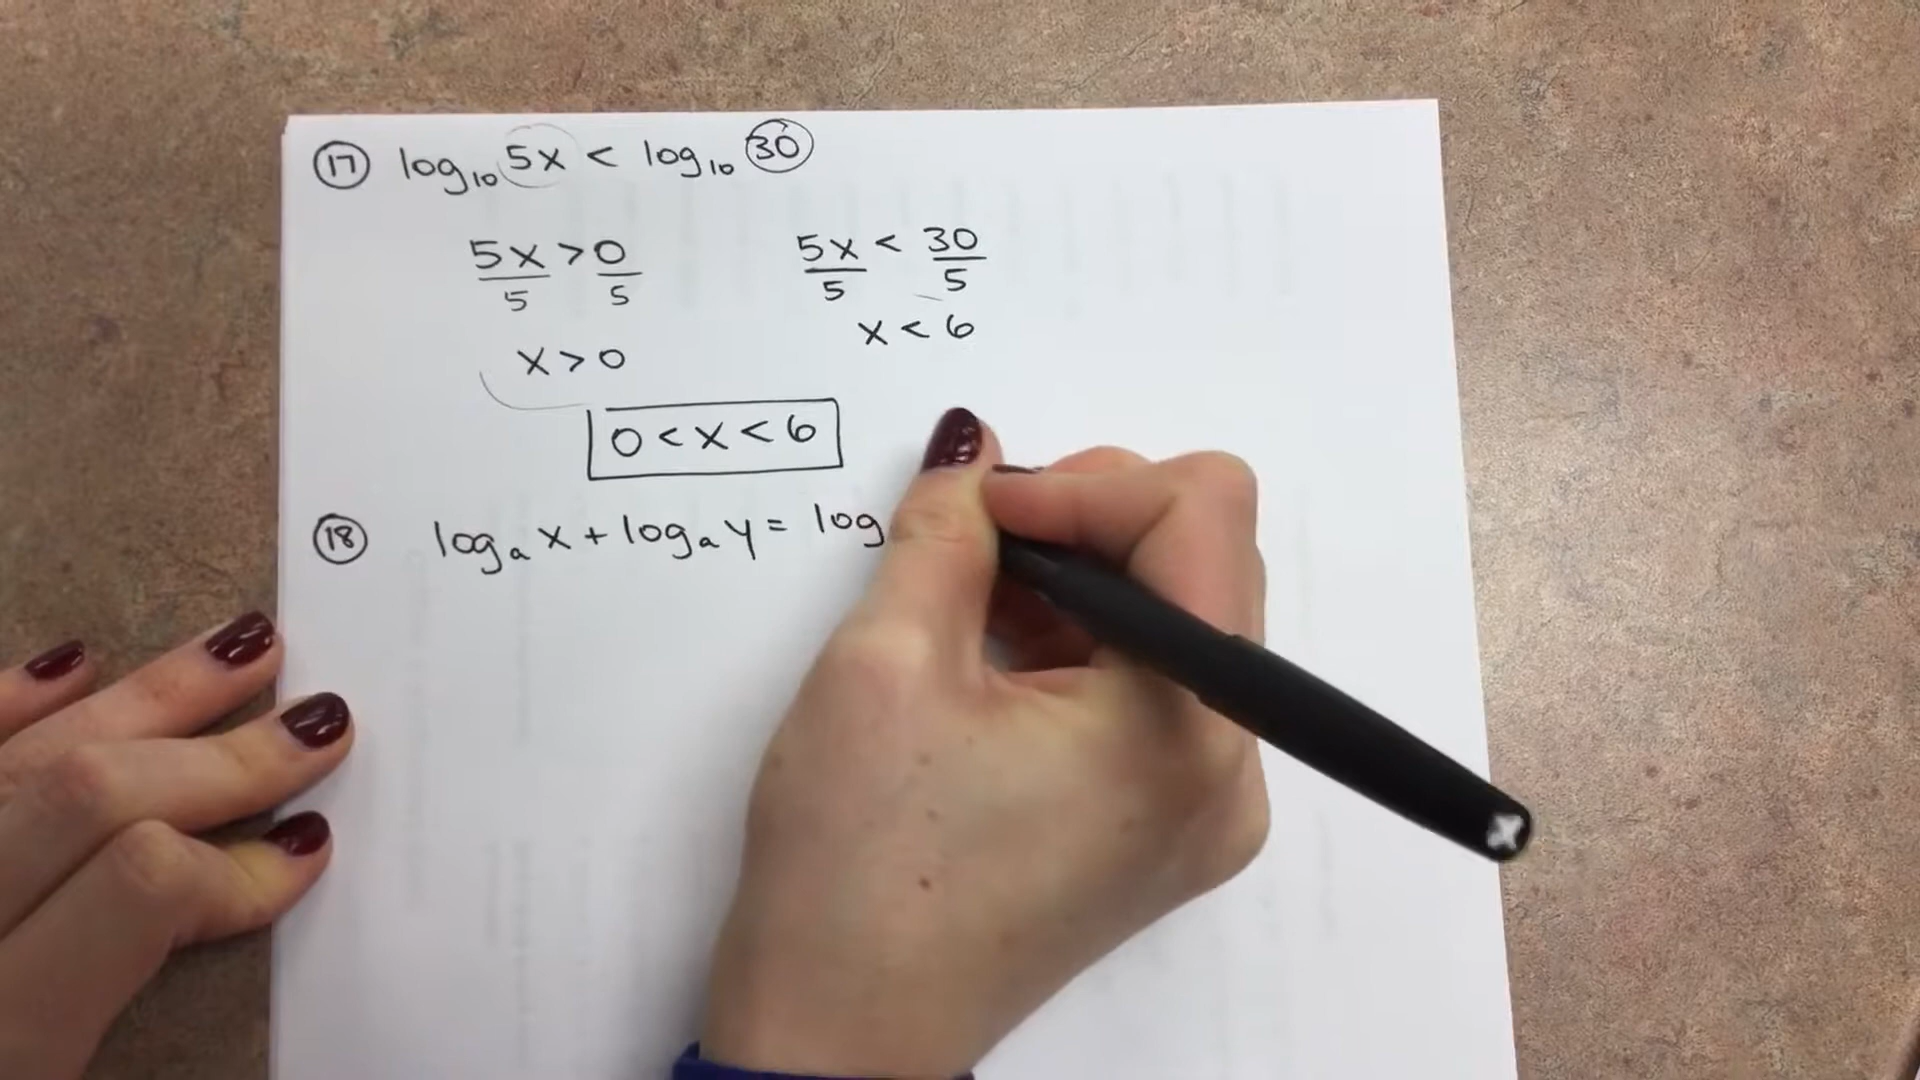 17 log₁₀ 5x < log₁₀ 30
5x > 0 5x < 30
5 5 5 5
x > 0 x < 6
0 < x < 6
18 logₐ x + logₐ y = log